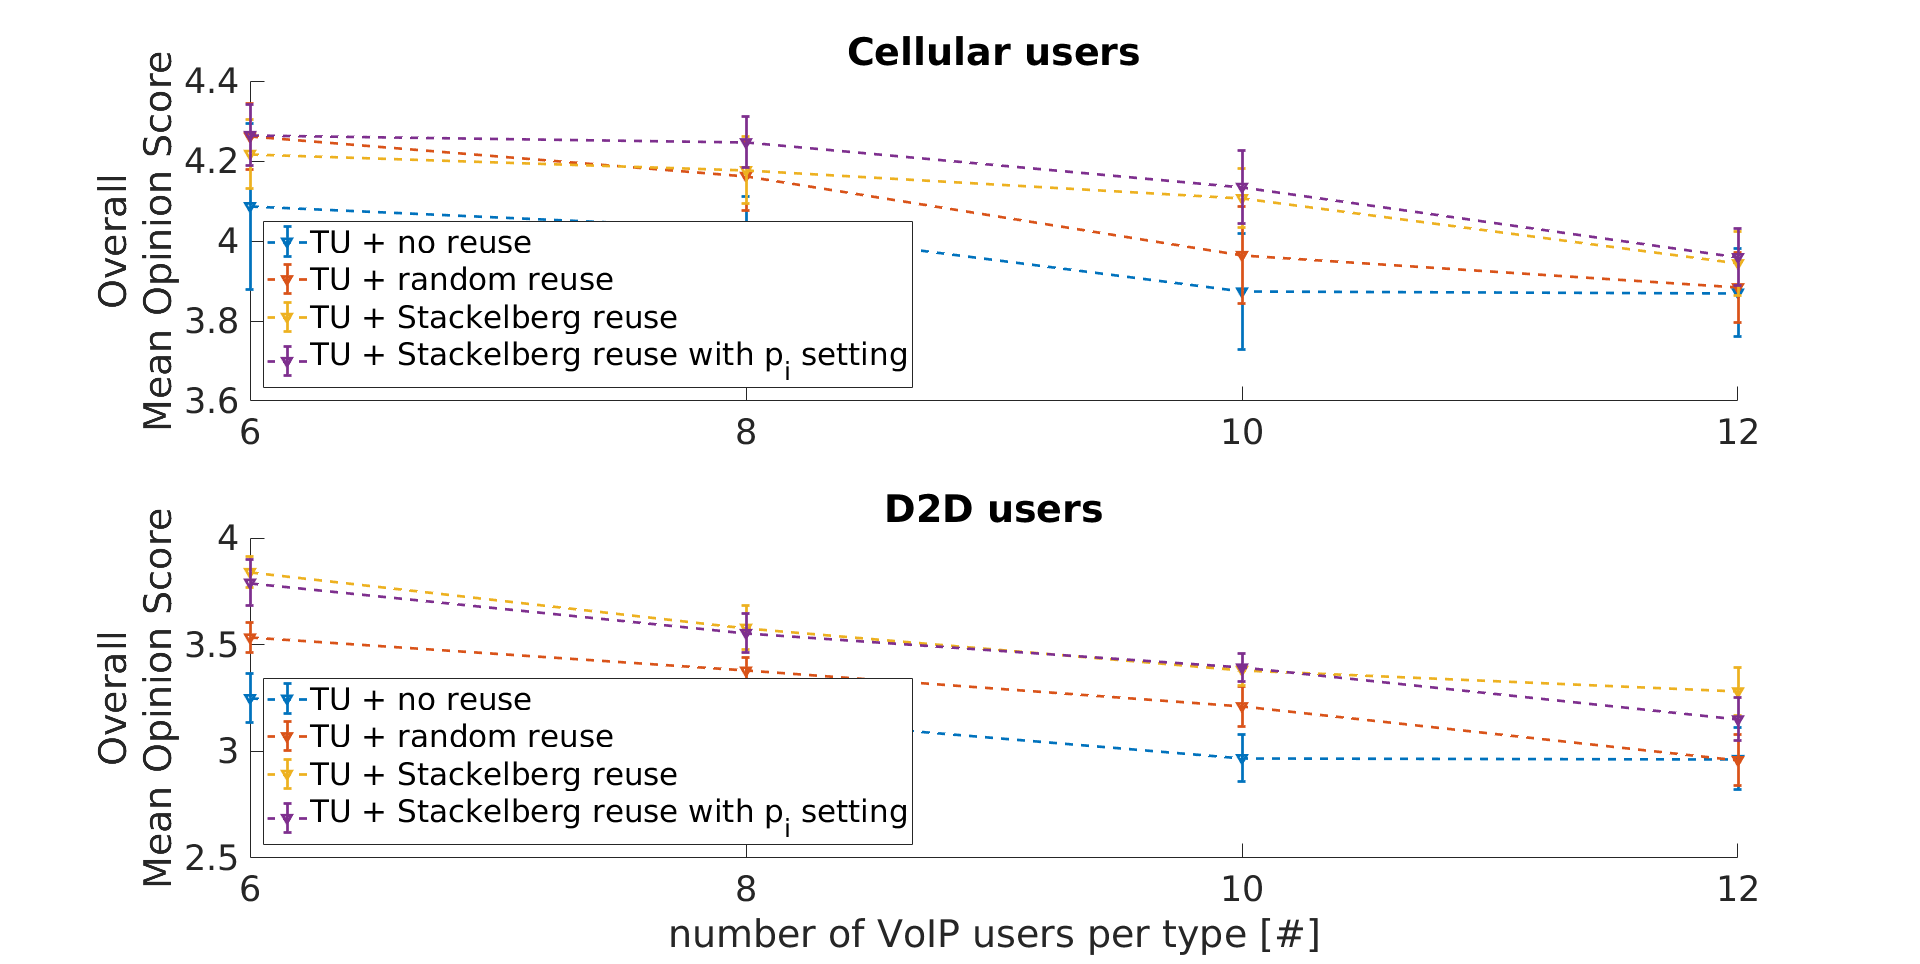 Cellular users
Overall
Mean Opinion Score
4.4
4.2
4
3.8
3.6
TU + no reuse
TU + random reuse
TU + Stackelberg reuse
TU + Stackelberg reuse with pi setting
6 8 10 12
D2D users
Overall
Mean Opinion Score
4
3.5
3
2.5
TU + no reuse
TU + random reuse
TU + Stackelberg reuse
TU + Stackelberg reuse with pi setting
6 8 10 12
number of VoIP users per type [#]